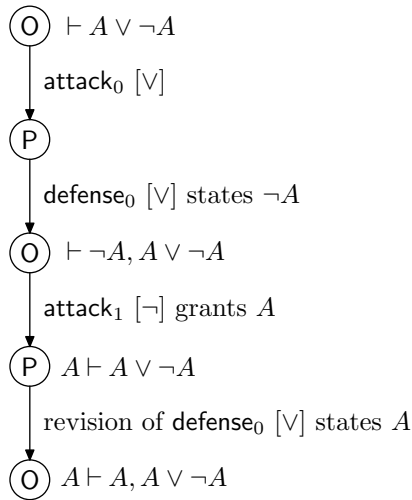 O ⊢ A ∨ ¬A
attack₀ [∨]
P
defense₀ [∨] states ¬A
O ⊢ ¬A, A ∨ ¬A
attack₁ [¬] grants A
P A ⊢ A ∨ ¬A
revision of defense₀ [∨] states A
O A ⊢ A, A ∨ ¬A